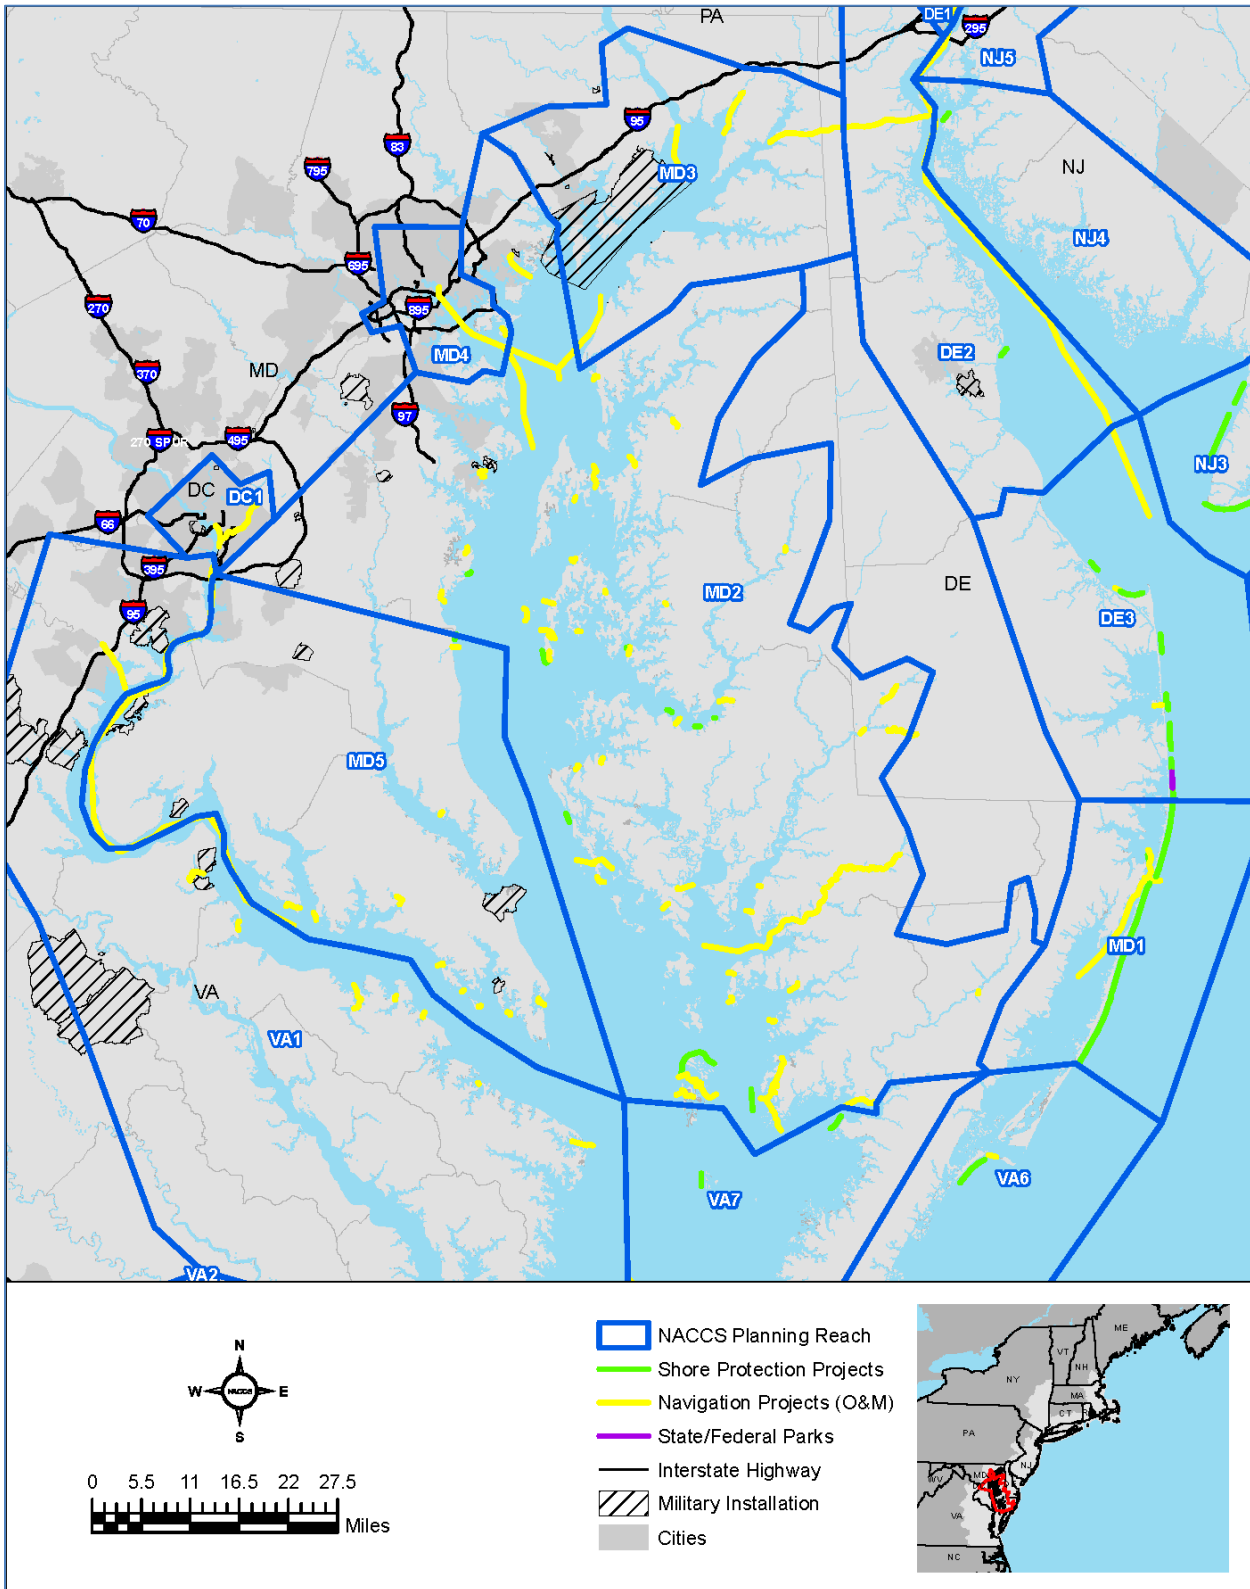 PA
DE1
295
NJ5
95
83
795
MD3
NJ
70
NJ4
695
270
895
MD4
DE2
MD
370
97
270 SPUR
495
NJ3
DC
DC1
66
395
95
MD2
DE
DE3
MD5
MD1
VA
VA1
VA7
VA6
VA2
N
W
NACCS
E
S
0 5.5 11 16.5 22 27.5
Miles
NACCS Planning Reach
Shore Protection Projects
Navigation Projects (O&M)
State/Federal Parks
Interstate Highway
Military Installation
Cities
ME
VT
NH
NY
MA
CT
PA
NJ
MD
WV
VA
NC